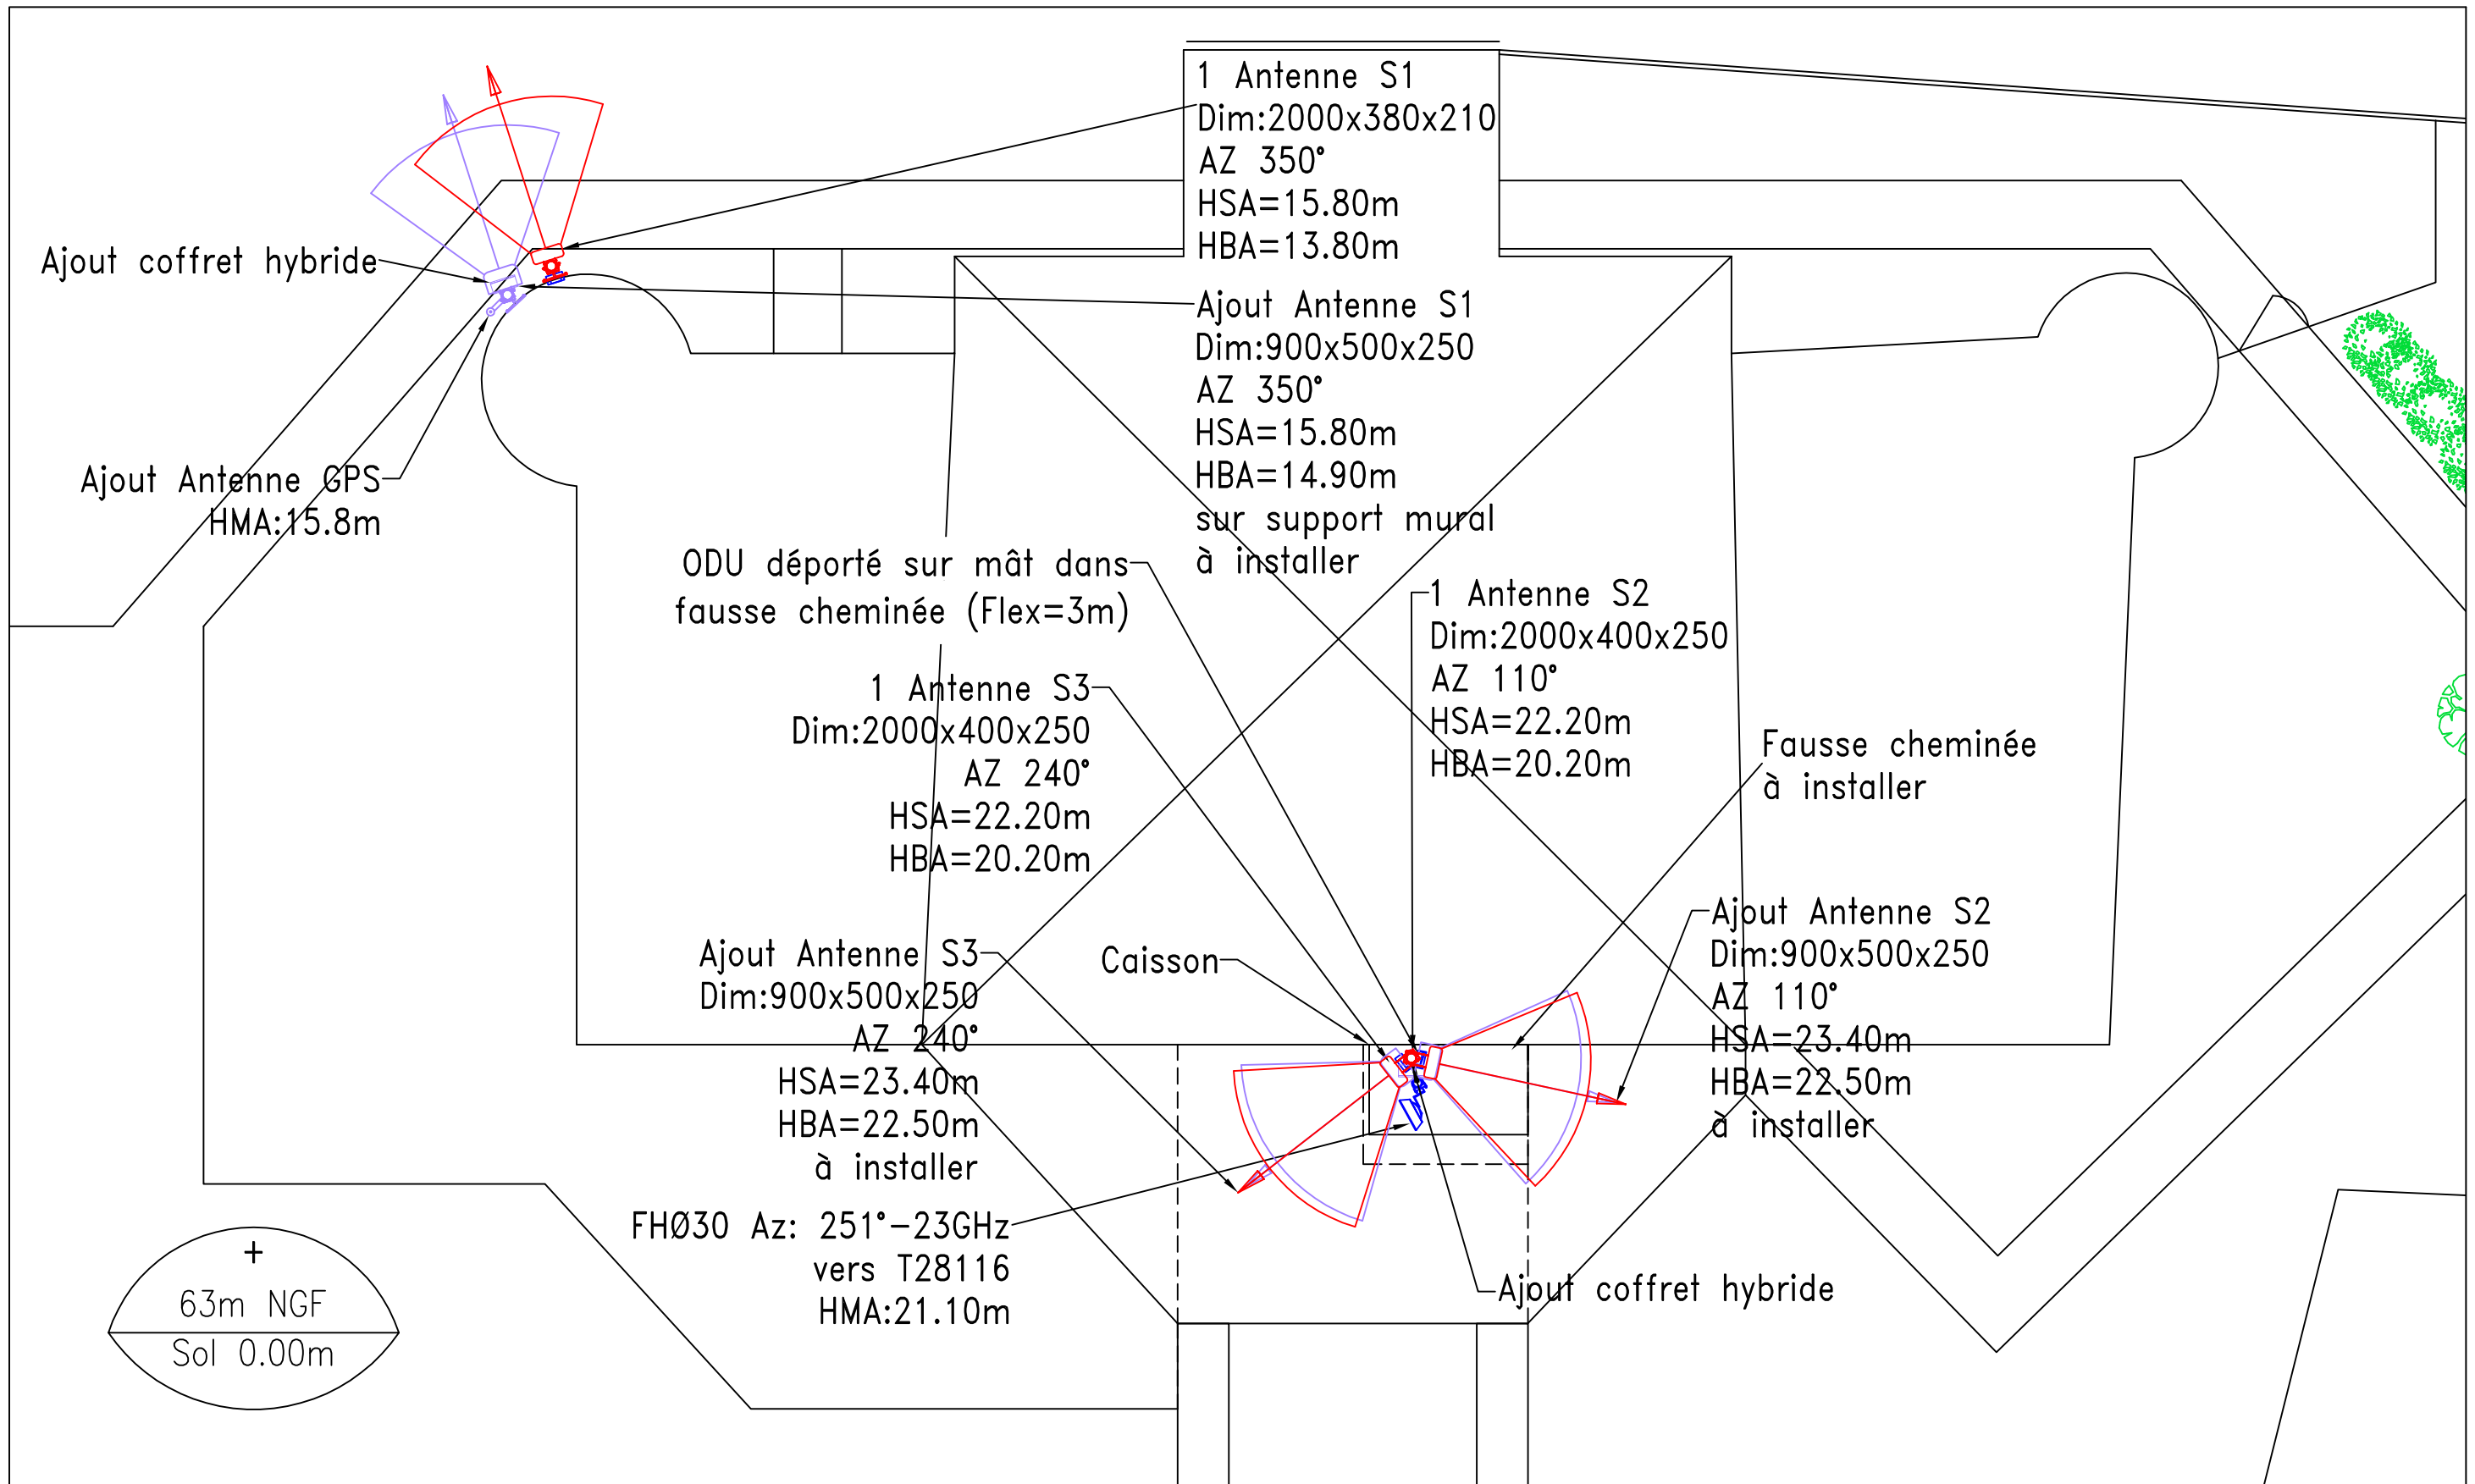 1 Antenne S1
Dim:2000x380x210
AZ 350°
HSA=15.80m
HBA=13.80m
Ajout coffret hybride
Ajout Antenne S1
Dim:900x500x250
AZ 350°
HSA=15.80m
HBA=14.90m
sur support mural
à installer
Ajout Antenne GPS
HMA:15.8m
ODU déporté sur mât dans
fausse cheminée (Flex=3m)
1 Antenne S2
Dim:2000x400x250
AZ 110°
HSA=22.20m
HBA=20.20m
1 Antenne S3
Dim:2000x400x250
AZ 240°
HSA=22.20m
HBA=20.20m
Fausse cheminée
à installer
Ajout Antenne S3
Dim:900x500x250
AZ 240°
HSA=23.40m
HBA=22.50m
à installer
Caisson
Ajout Antenne S2
Dim:900x500x250
AZ 110°
HSA=23.40m
HBA=22.50m
à installer
FHØ30 Az: 251°-23GHz
vers T28116
HMA:21.10m
Ajout coffret hybride
+
63m NGF
Sol 0.00m